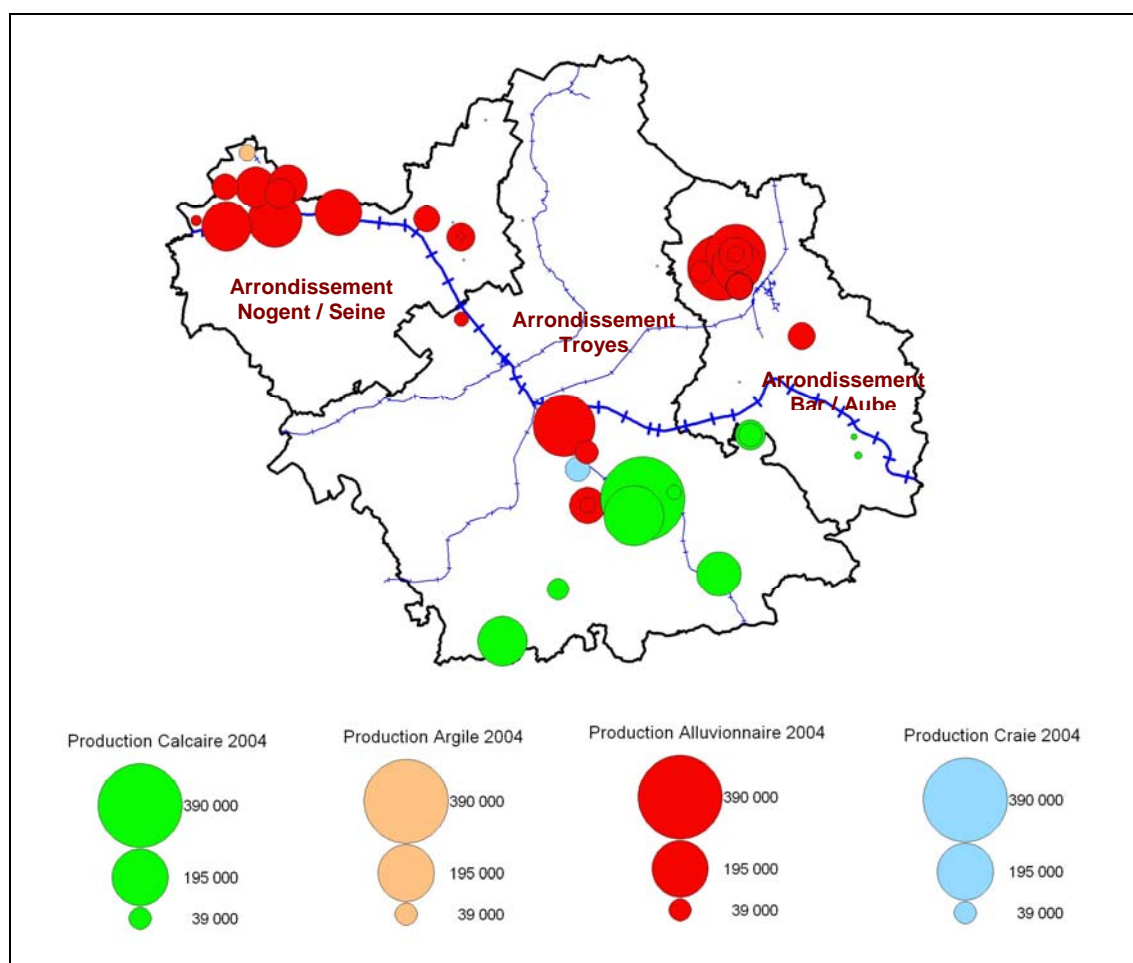 Arrondissement
Nogent / Seine
Arrondissement
Troyes
Arrondissement
Bar / Aube
Production Calcaire 2004
390 000
195 000
39 000
Production Argile 2004
390 000
195 000
39 000
Production Alluvionnaire 2004
390 000
195 000
39 000
Production Craie 2004
390 000
195 000
39 000